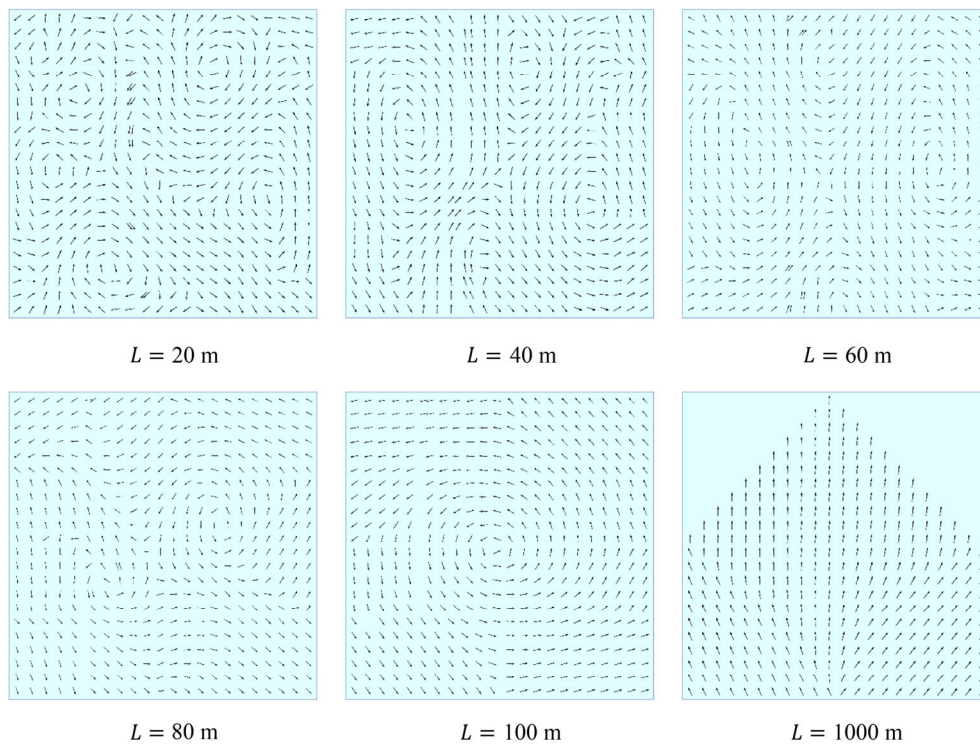 L = 20 m
L = 40 m
L = 60 m
L = 80 m
L = 100 m
L = 1000 m